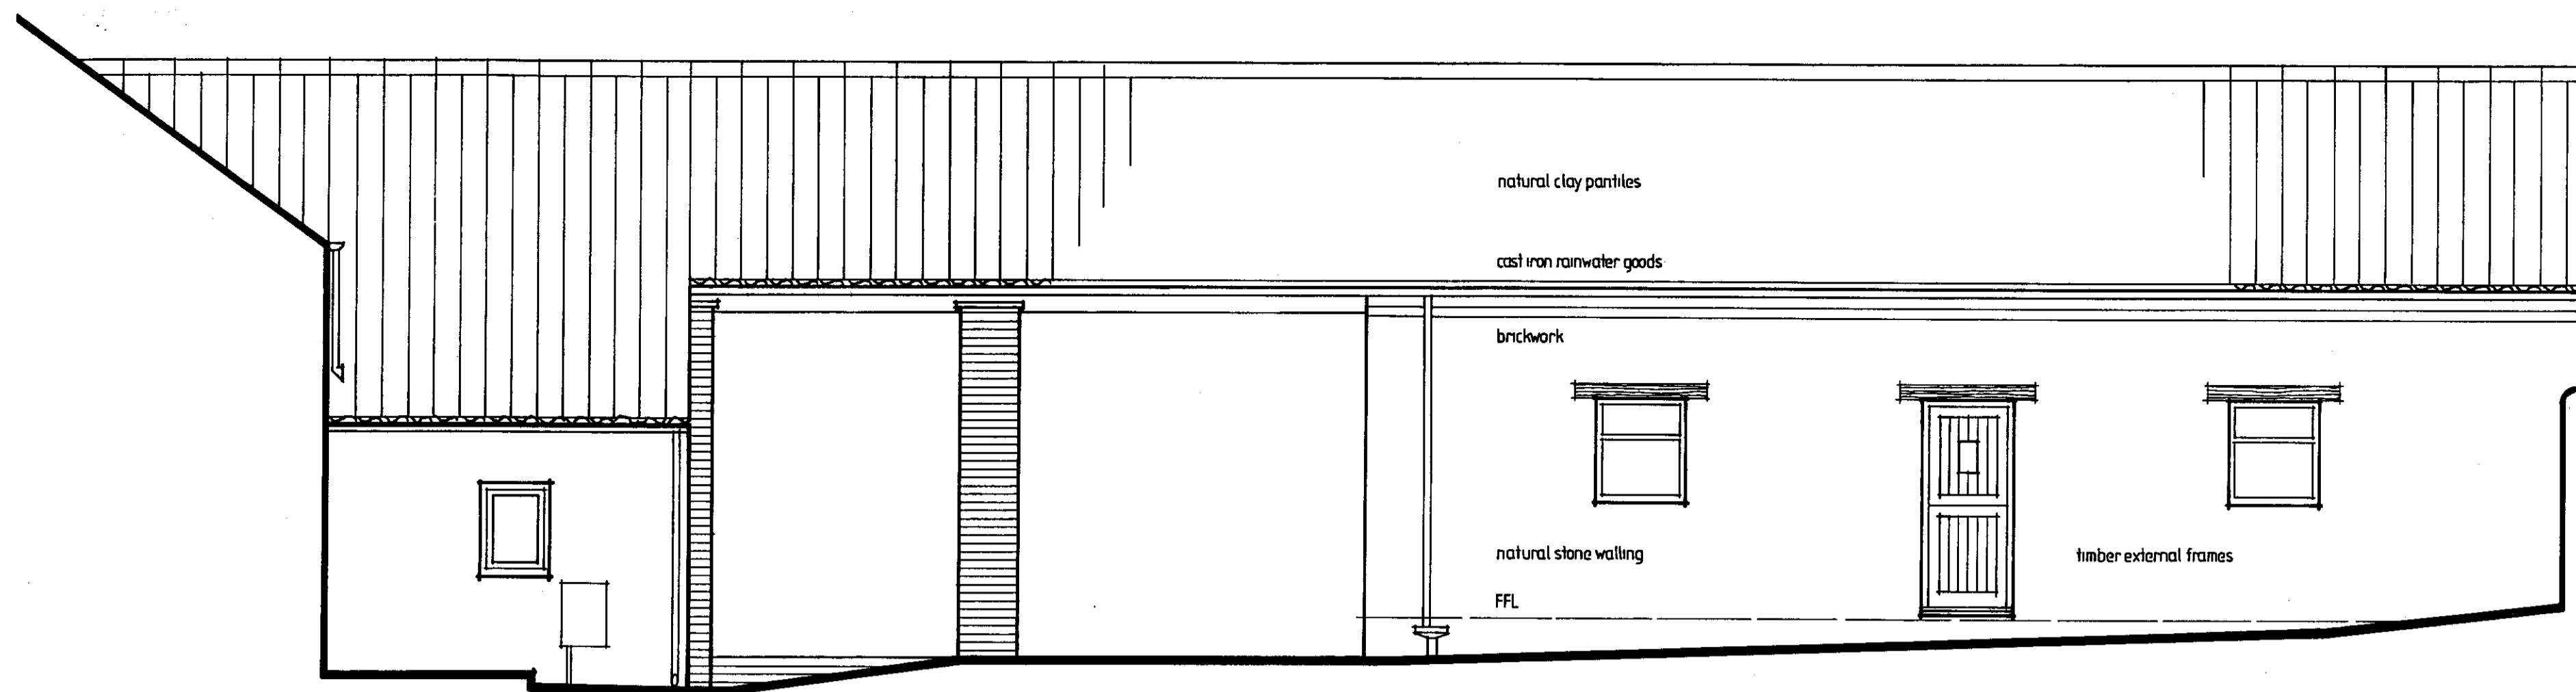 natural clay pantiles
cast iron rainwater goods
brickwork
natural stone walling
timber external frames
FFL